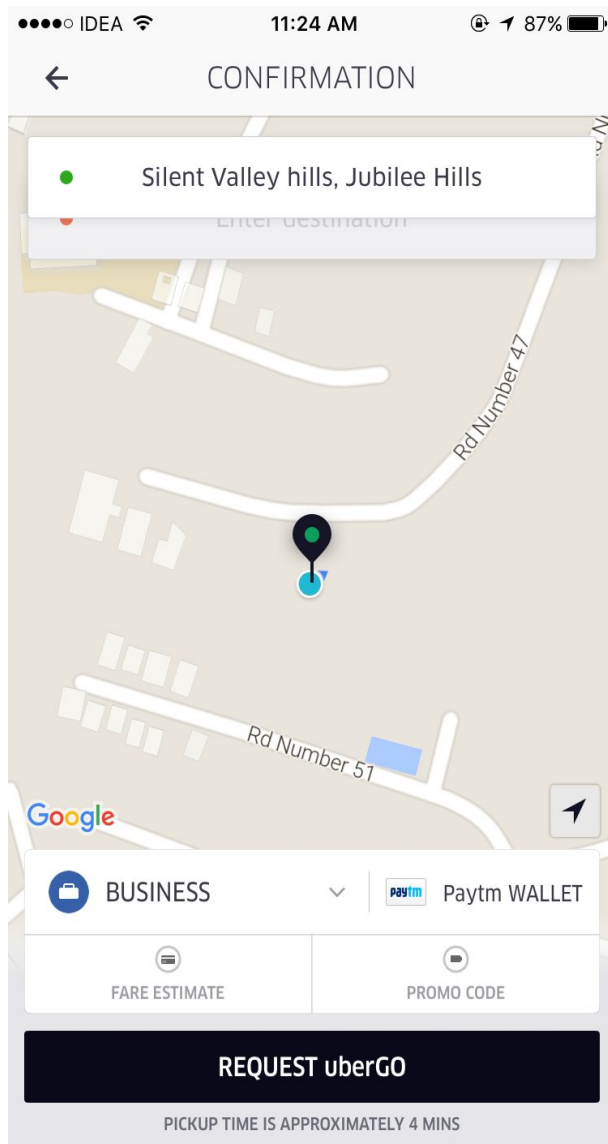 IDEA 11:24 AM 87%
CONFIRMATION
Silent Valley hills, Jubilee Hills
Enter destination
Rd Number 47
Rd Number 51
Google
BUSINESS
paytm Paytm WALLET
FARE ESTIMATE PROMO CODE
REQUEST uberGO
PICKUP TIME IS APPROXIMATELY 4 MINS